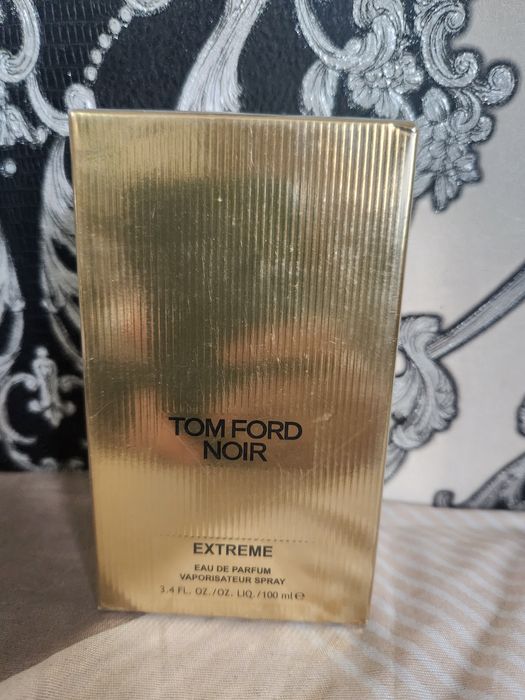 TOM FORD
NOIR
EXTREME
EAU DE PARFUM
VAPORISATEUR SPRAY
3.4 FL. OZ./OZ. LIQ./100 ml ℮